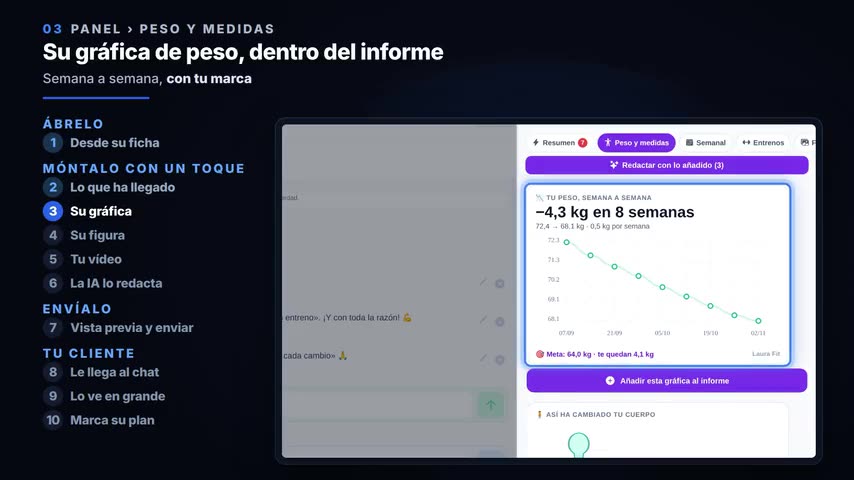 03 PANEL › PESO Y MEDIDAS
Su gráfica de peso, dentro del informe
Semana a semana, con tu marca
ÁBRELO
1 Desde su ficha
MÓNTALO CON UN TOQUE
2 Lo que ha llegado
3 Su gráfica
4 Su figura
5 Tu vídeo
6 La IA lo redacta
ENVÍALO
7 Vista previa y enviar
TU CLIENTE
8 Le llega al chat
9 Lo ve en grande
10 Marca su plan
entreno». ¡Y con toda la razón! 💪
cada cambio» 🙏
Resumen 7 Peso y medidas Semanal Entrenos F
Redactar con lo añadido (3)
TU PESO, SEMANA A SEMANA
−4,3 kg en 8 semanas
72,4 → 68,1 kg · 0,5 kg por semana
72.3
71.3
70.2
69.1
68.1
07/09 21/09 05/10 19/10 02/11
🎯 Meta: 64,0 kg · te quedan 4,1 kg Laura Fit
Añadir esta gráfica al informe
ASÍ HA CAMBIADO TU CUERPO